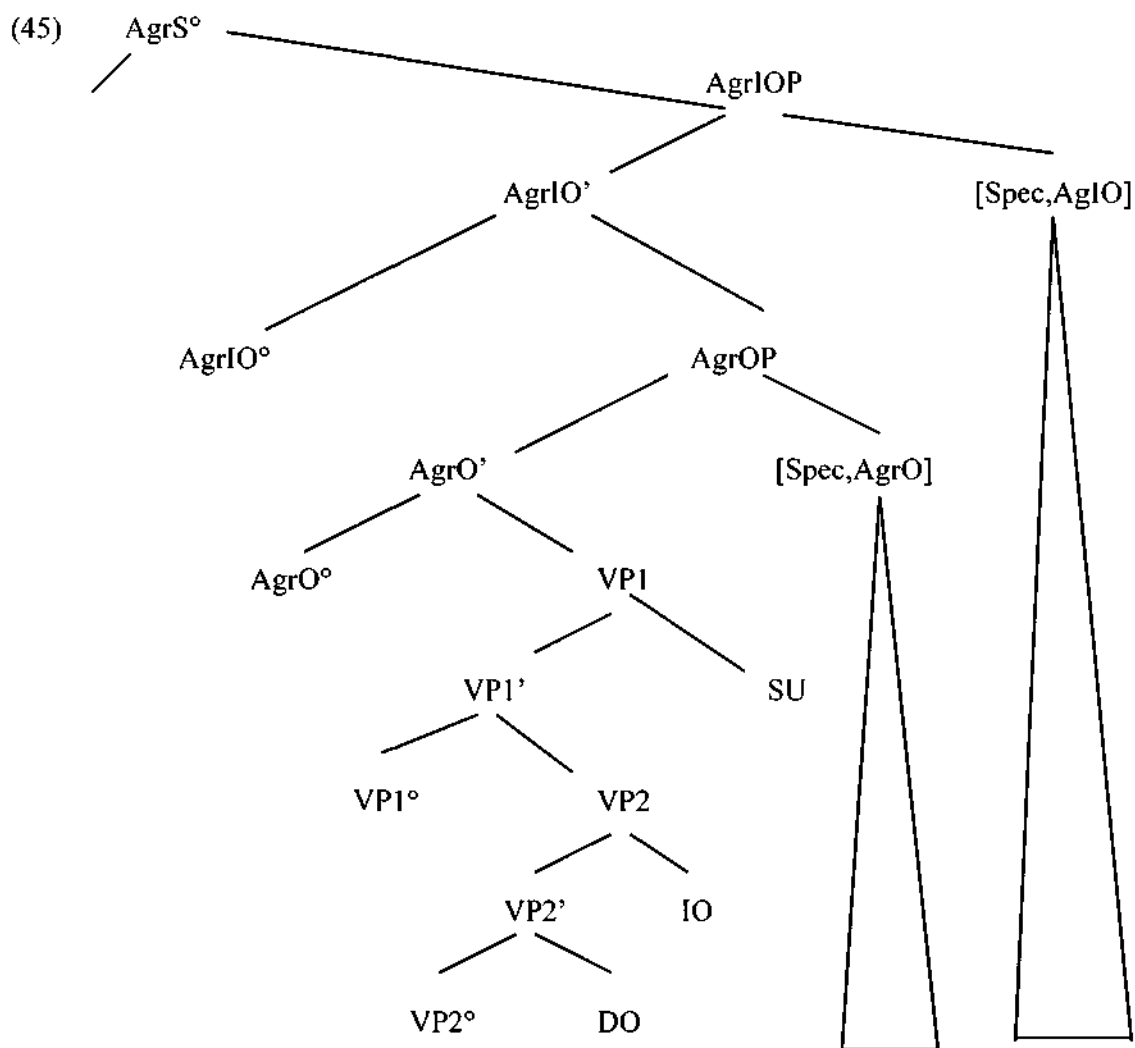 (45) AgrS°
AgrIOP
AgrIO’ [Spec,AgIO]
AgrIO° AgrOP
AgrO’ [Spec,AgrO]
AgrO° VP1
VP1’ SU
VP1° VP2
VP2’ IO
VP2° DO